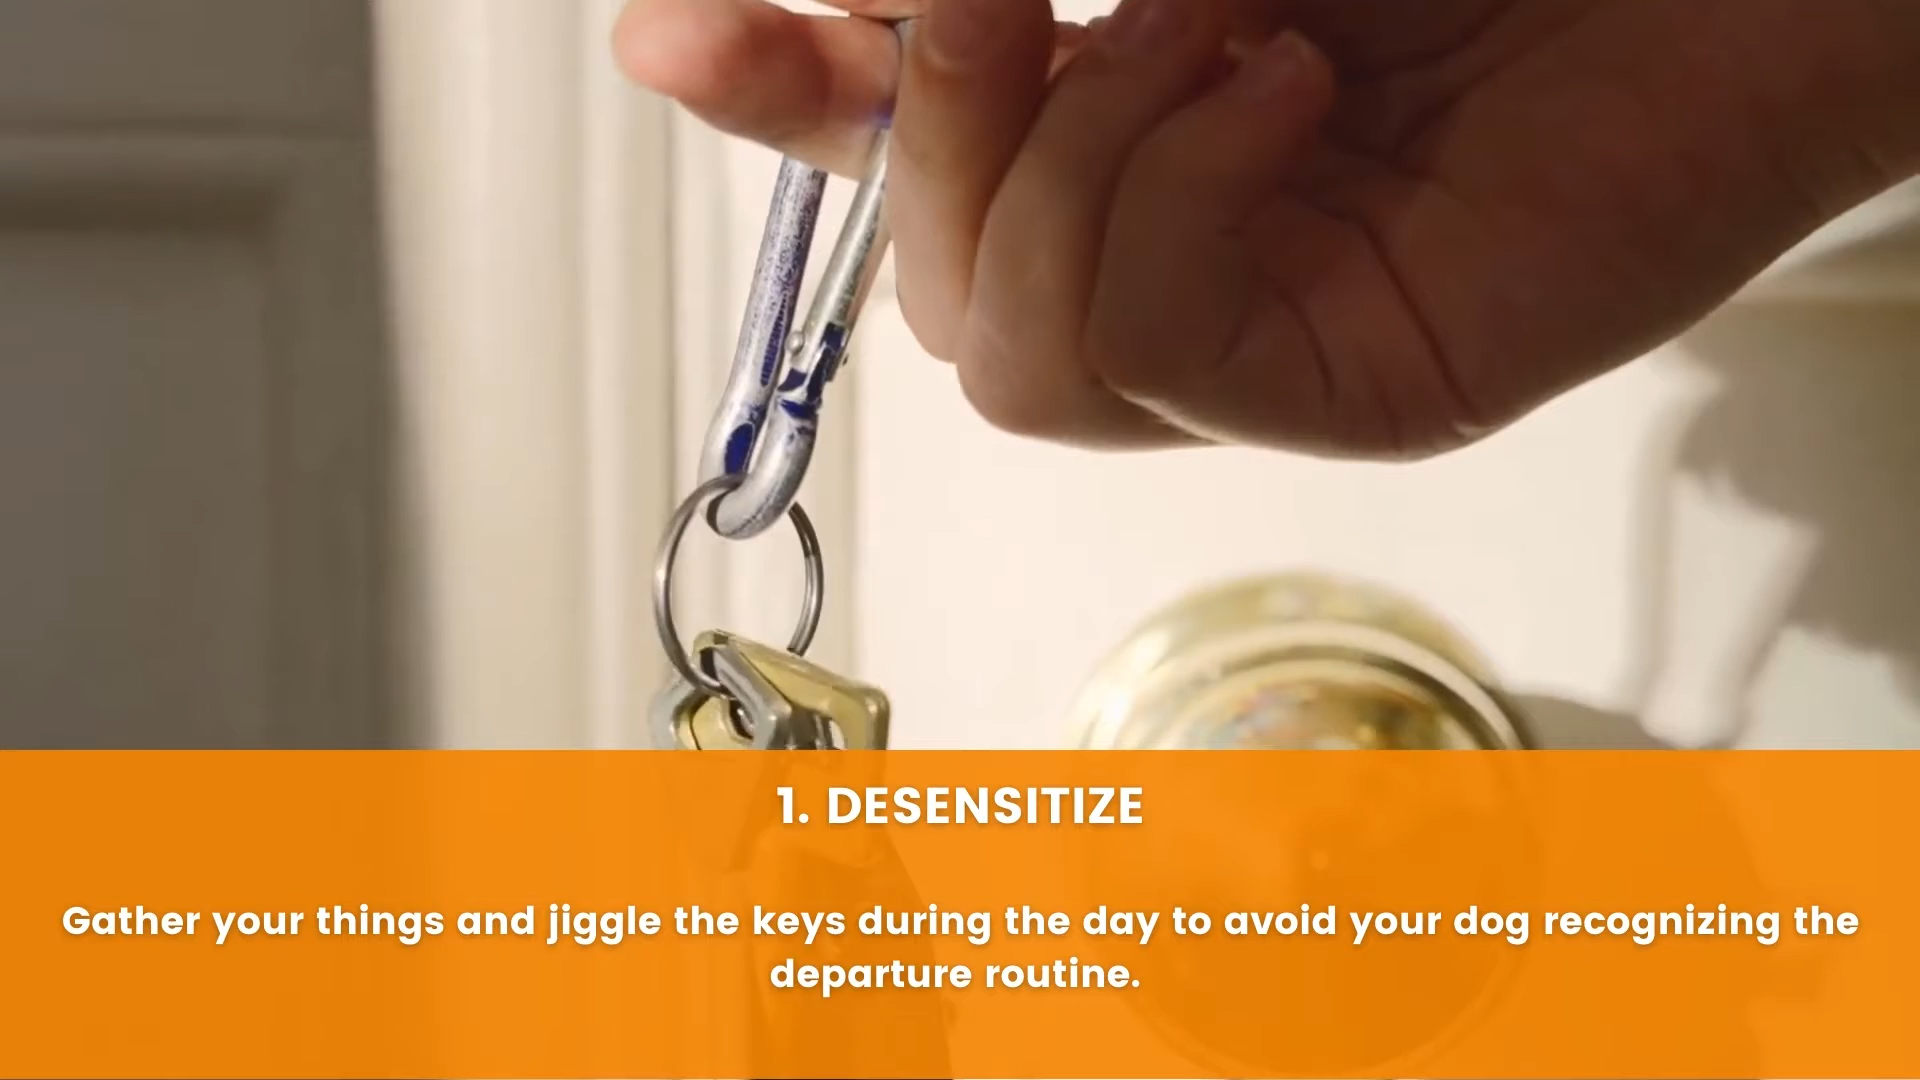 1. DESENSITIZE
Gather your things and jiggle the keys during the day to avoid your dog recognizing the
departure routine.